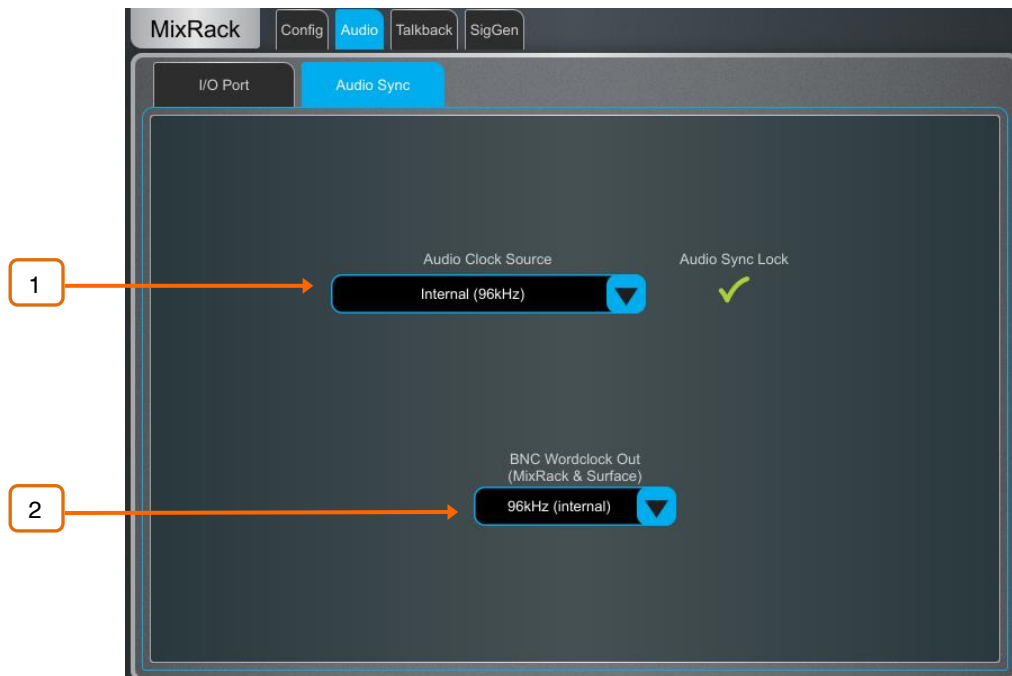 MixRack
Config
Audio
Talkback
SigGen
I/O Port
Audio Sync
Audio Clock Source
Audio Sync Lock
1
Internal (96kHz)
BNC Wordclock Out
(MixRack & Surface)
2
96kHz (internal)